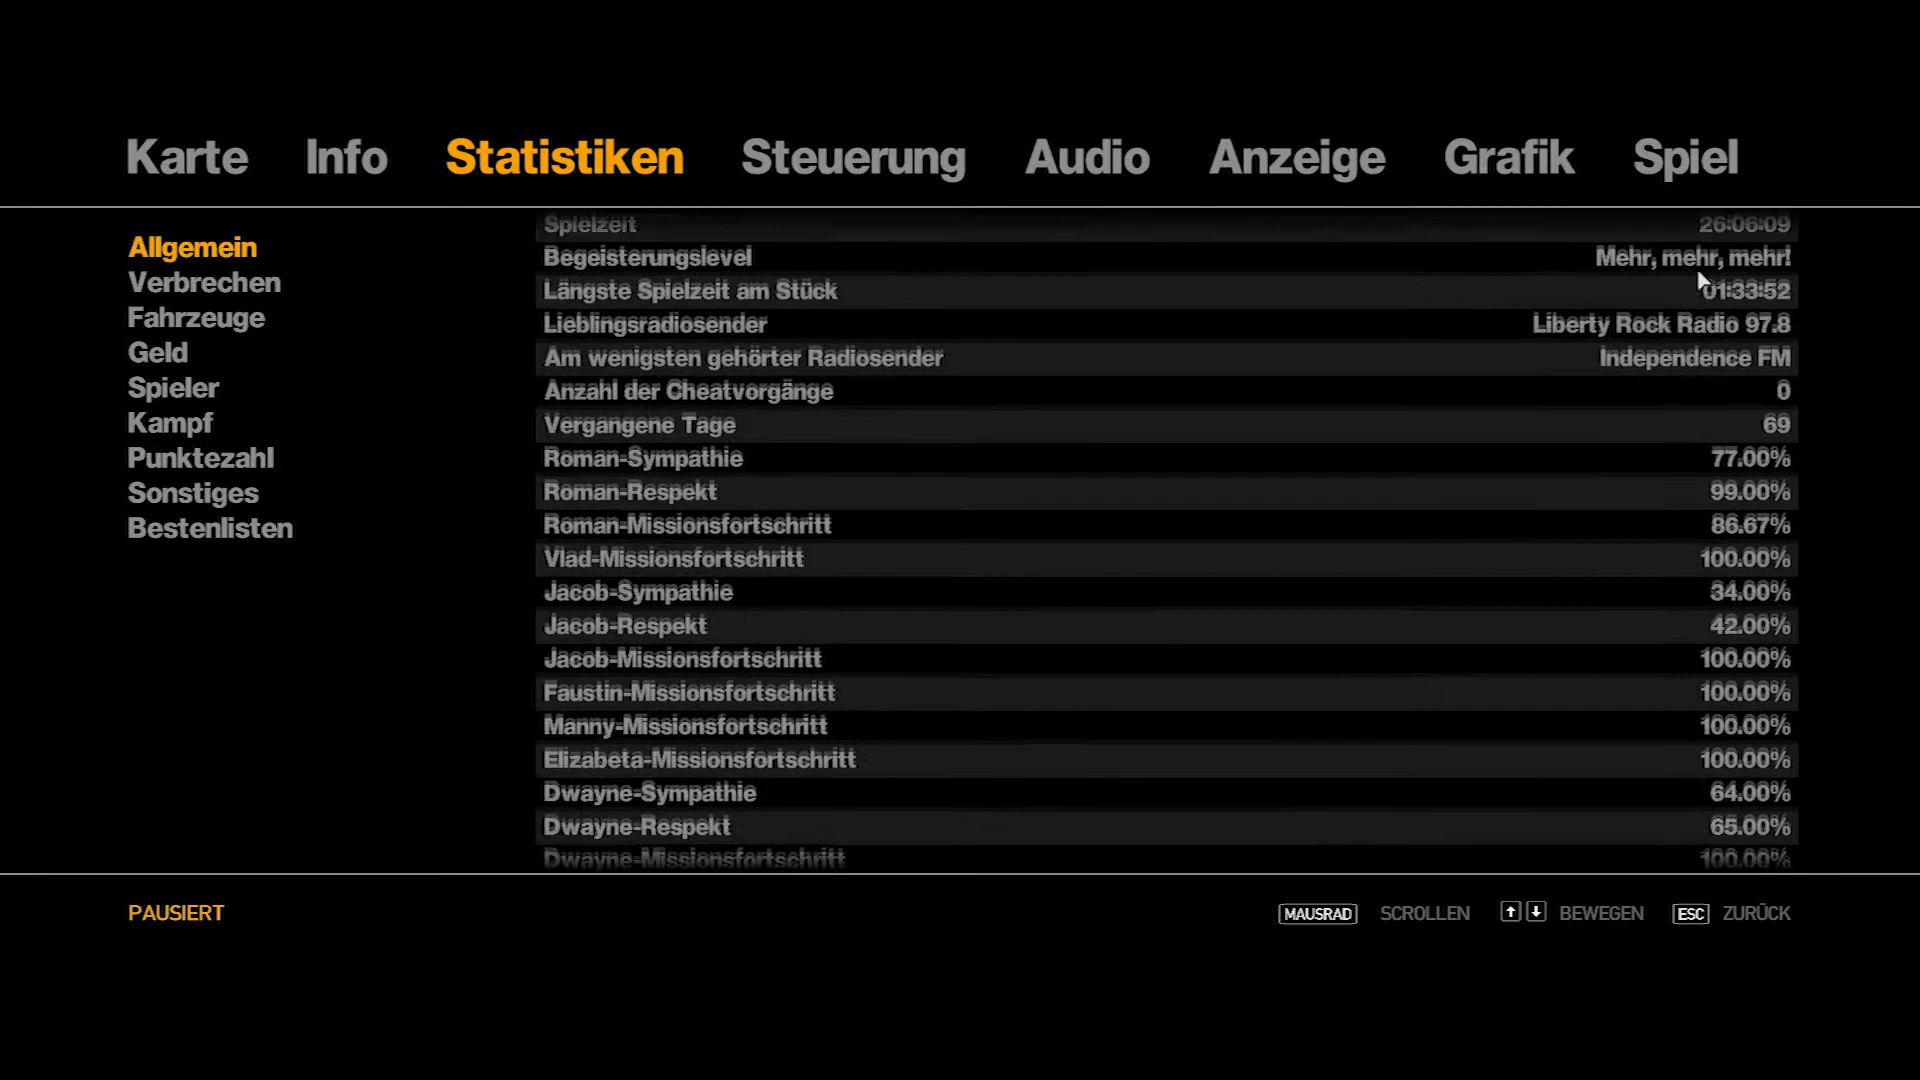 Karte Info Statistiken Steuerung Audio Anzeige Grafik Spiel
Allgemein
Verbrechen
Fahrzeuge
Geld
Spieler
Kampf
Punktezahl
Sonstiges
Bestenlisten
Spielzeit 26:06:09
Begeisterungslevel Mehr, mehr, mehr!
Längste Spielzeit am Stück 01:33:52
Lieblingsradiosender Liberty Rock Radio 97.8
Am wenigsten gehörter Radiosender Independence FM
Anzahl der Cheatvorgänge 0
Vergangene Tage 69
Roman-Sympathie 77.00%
Roman-Respekt 99.00%
Roman-Missionsfortschritt 86.67%
Vlad-Missionsfortschritt 100.00%
Jacob-Sympathie 34.00%
Jacob-Respekt 42.00%
Jacob-Missionsfortschritt 100.00%
Faustin-Missionsfortschritt 100.00%
Manny-Missionsfortschritt 100.00%
Elizabeta-Missionsfortschritt 100.00%
Dwayne-Sympathie 64.00%
Dwayne-Respekt 65.00%
Dwayne-Missionsfortschritt 100.00%
PAUSIERT
MAUSRAD SCROLLEN BEWEGEN ESC ZURÜCK